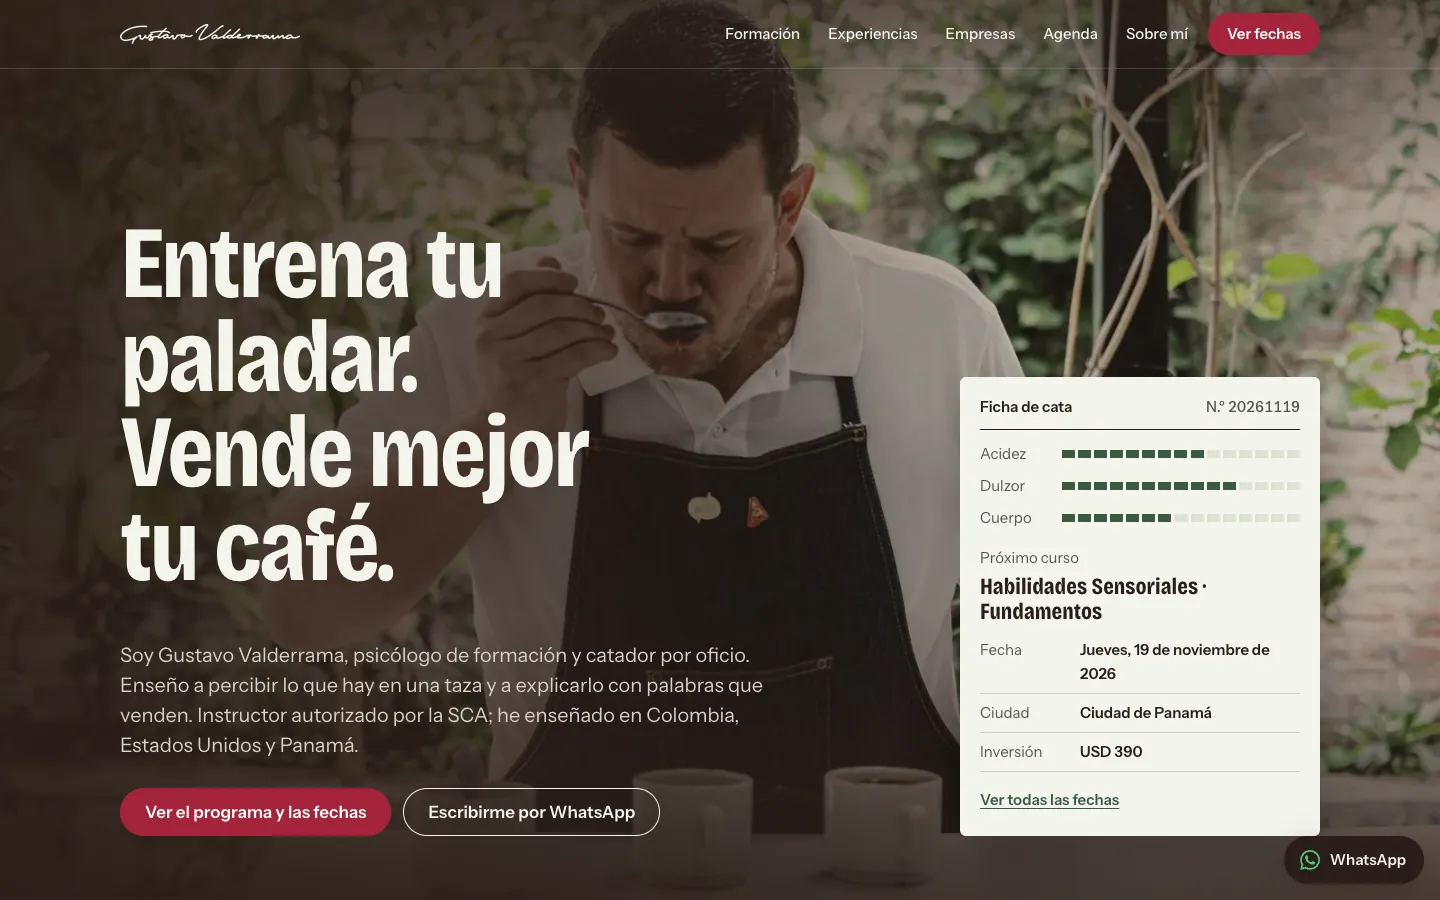 Gustavo Valderrama
Formación
Experiencias
Empresas
Agenda
Sobre mí
Ver fechas
Entrena tu
paladar.
Vende mejor
tu café.
Soy Gustavo Valderrama, psicólogo de formación y catador por oficio.
Enseño a percibir lo que hay en una taza y a explicarlo con palabras que
venden. Instructor autorizado por la SCA; he enseñado en Colombia,
Estados Unidos y Panamá.
Ver el programa y las fechas
Escribirme por WhatsApp
Ficha de cata
N.º 20261119
Acidez
Dulzor
Cuerpo
Próximo curso
Habilidades Sensoriales ·
Fundamentos
Fecha
Jueves, 19 de noviembre de
2026
Ciudad
Ciudad de Panamá
Inversión
USD 390
Ver todas las fechas
WhatsApp